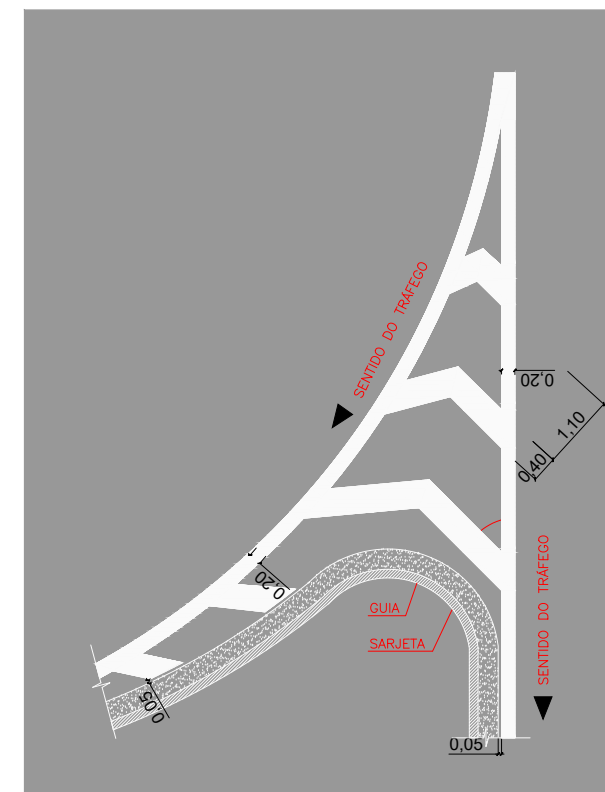 SENTIDO DO TRÁFEGO
0,20
1,10
0,40
0,20
GUIA
SARJETA
SENTIDO DO TRÁFEGO
0,05
0,05